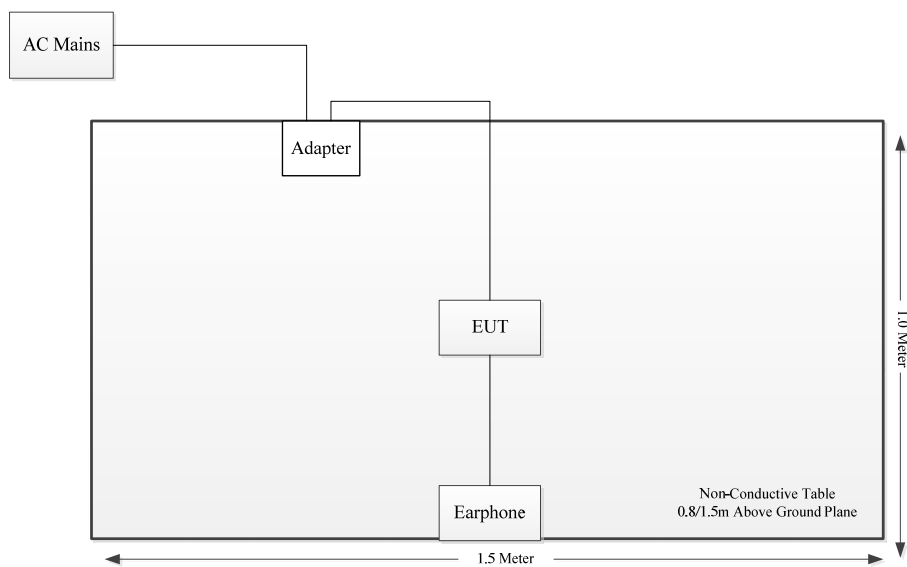 AC Mains
Adapter
EUT
1.0 Meter
Earphone
Non-Conductive Table
0.8/1.5m Above Ground Plane
1.5 Meter